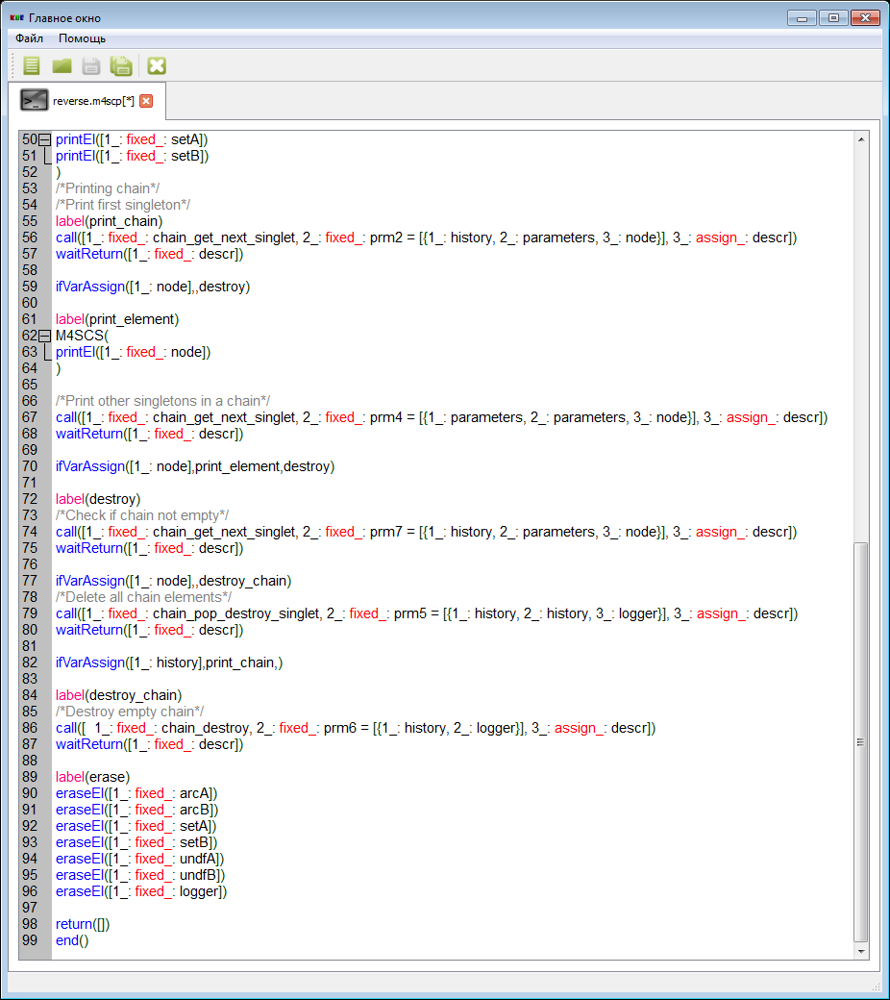 KBE Главное окно
Файл Помощь
reverse.m4scp[*]
50 printEl([1_: fixed_: setA])
51 printEl([1_: fixed_: setB])
52 )
53 /*Printing chain*/
54 /*Print first singleton*/
55 label(print_chain)
56 call([1_: fixed_: chain_get_next_singlet, 2_: fixed_: prm2 = [{1_: history, 2_: parameters, 3_: node}], 3_: assign_: descr])
57 waitReturn([1_: fixed_: descr])
58
59 ifVarAssign([1_: node],,destroy)
60
61 label(print_element)
62 M4SCS(
63 printEl([1_: fixed_: node])
64 )
65
66 /*Print other singletons in a chain*/
67 call([1_: fixed_: chain_get_next_singlet, 2_: fixed_: prm4 = [{1_: parameters, 2_: parameters, 3_: node}], 3_: assign_: descr])
68 waitReturn([1_: fixed_: descr])
69
70 ifVarAssign([1_: node],print_element,destroy)
71
72 label(destroy)
73 /*Check if chain not empty*/
74 call([1_: fixed_: chain_get_next_singlet, 2_: fixed_: prm7 = [{1_: history, 2_: parameters, 3_: node}], 3_: assign_: descr])
75 waitReturn([1_: fixed_: descr])
76
77 ifVarAssign([1_: node],,destroy_chain)
78 /*Delete all chain elements*/
79 call([1_: fixed_: chain_pop_destroy_singlet, 2_: fixed_: prm5 = [{1_: history, 2_: history, 3_: logger}], 3_: assign_: descr])
80 waitReturn([1_: fixed_: descr])
81
82 ifVarAssign([1_: history],print_chain,)
83
84 label(destroy_chain)
85 /*Destroy empty chain*/
86 call([  1_: fixed_: chain_destroy, 2_: fixed_: prm6 = [{1_: history, 2_: logger}], 3_: assign_: descr])
87 waitReturn([1_: fixed_: descr])
88
89 label(erase)
90 eraseEl([1_: fixed_: arcA])
91 eraseEl([1_: fixed_: arcB])
92 eraseEl([1_: fixed_: setA])
93 eraseEl([1_: fixed_: setB])
94 eraseEl([1_: fixed_: undfA])
95 eraseEl([1_: fixed_: undfB])
96 eraseEl([1_: fixed_: logger])
97
98 return([])
99 end()